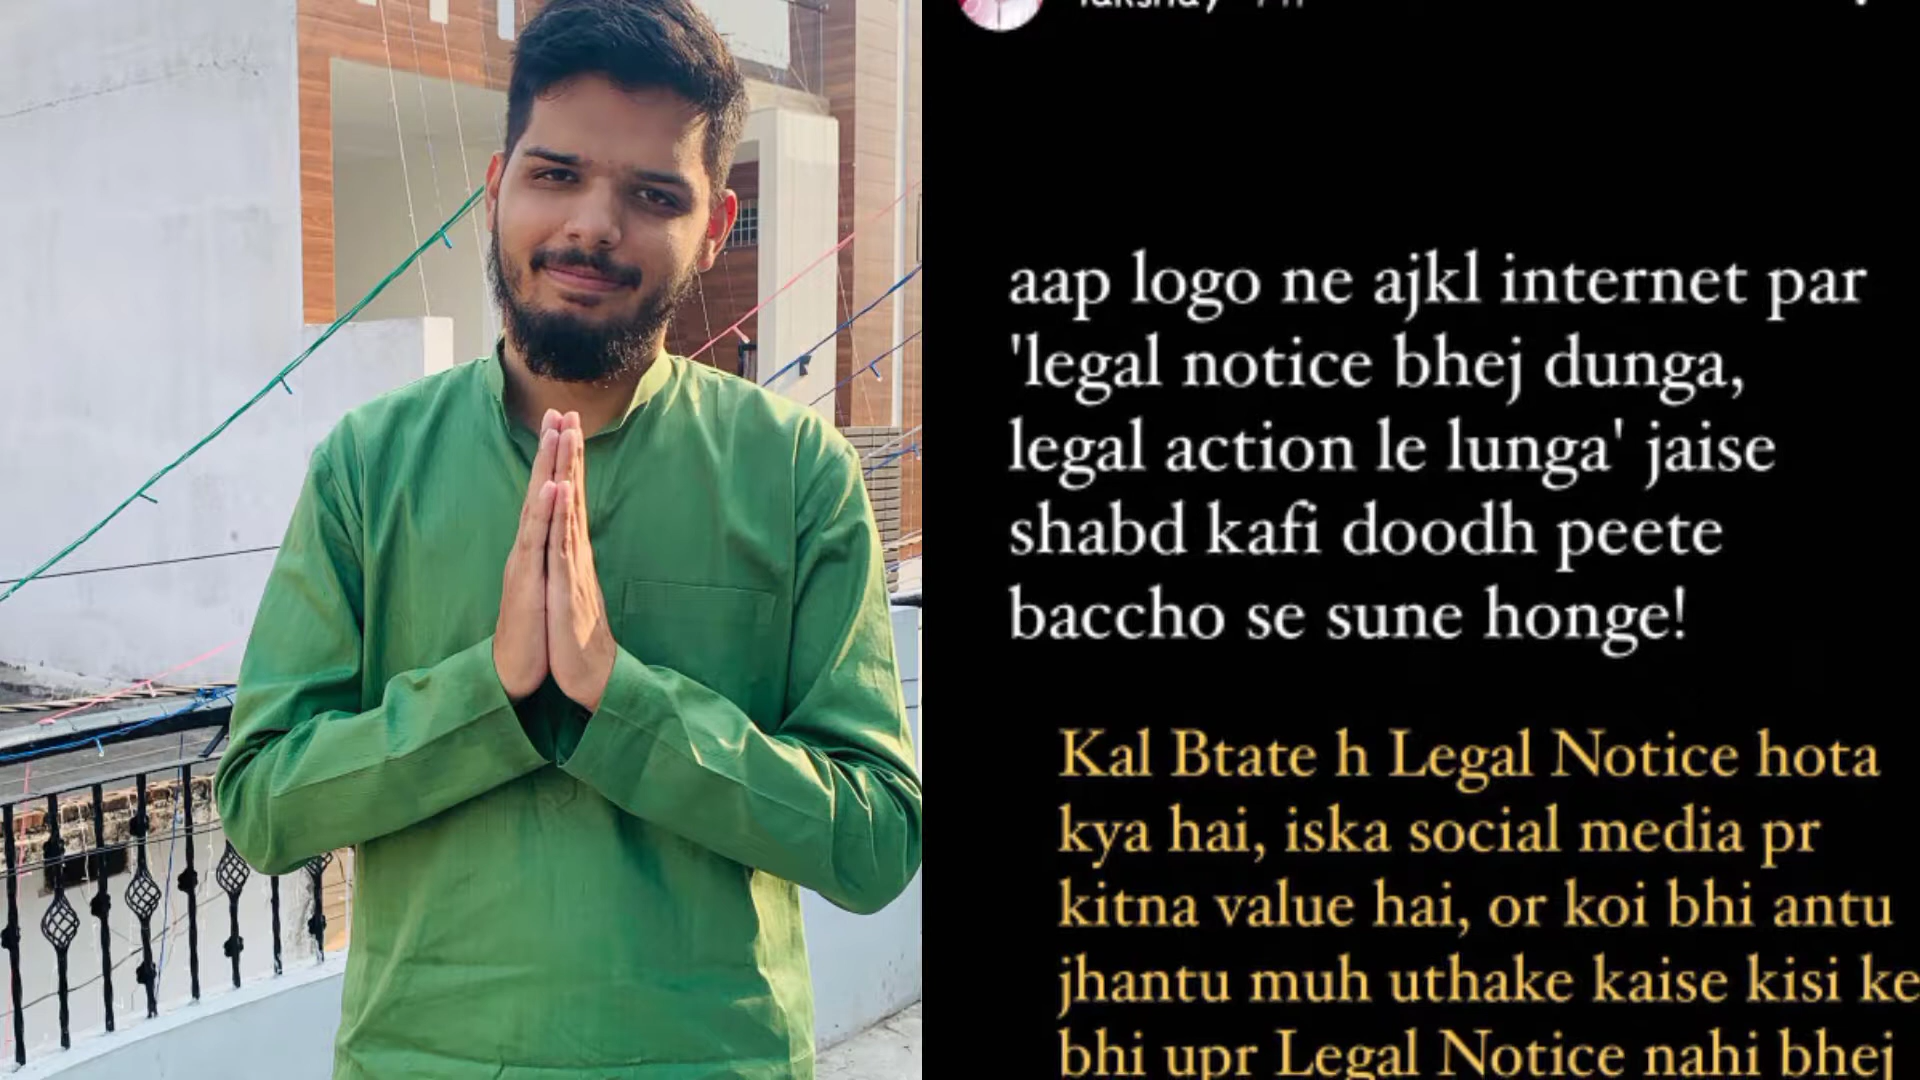 aap logo ne ajkl internet par
'legal notice bhej dunga,
legal action le lunga' jaise
shabd kafi doodh peete
baccho se sune honge!
Kal Btate h Legal Notice hota
kya hai, iska social media pr
kitna value hai, or koi bhi antu
jhantu muh uthake kaise kisi ke
bhi upr Legal Notice nahi bhej